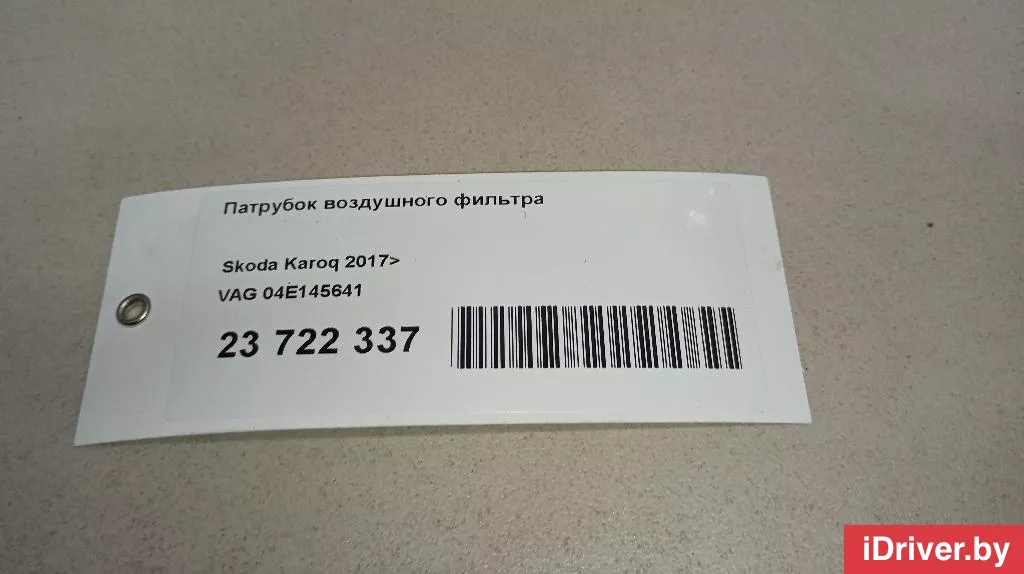 Патрубок воздушного фильтра
Skoda Karoq 2017>
VAG 04E145641
23 722 337
iDriver.by